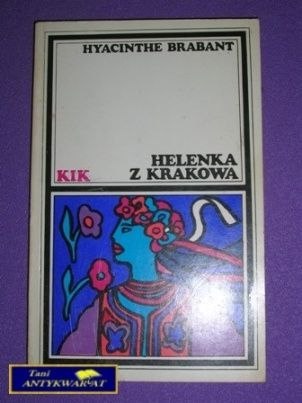 HYACINTHE BRABANT
HELENKA
KIK Z KRAKOWA
Tani
ANTYKWARIAT